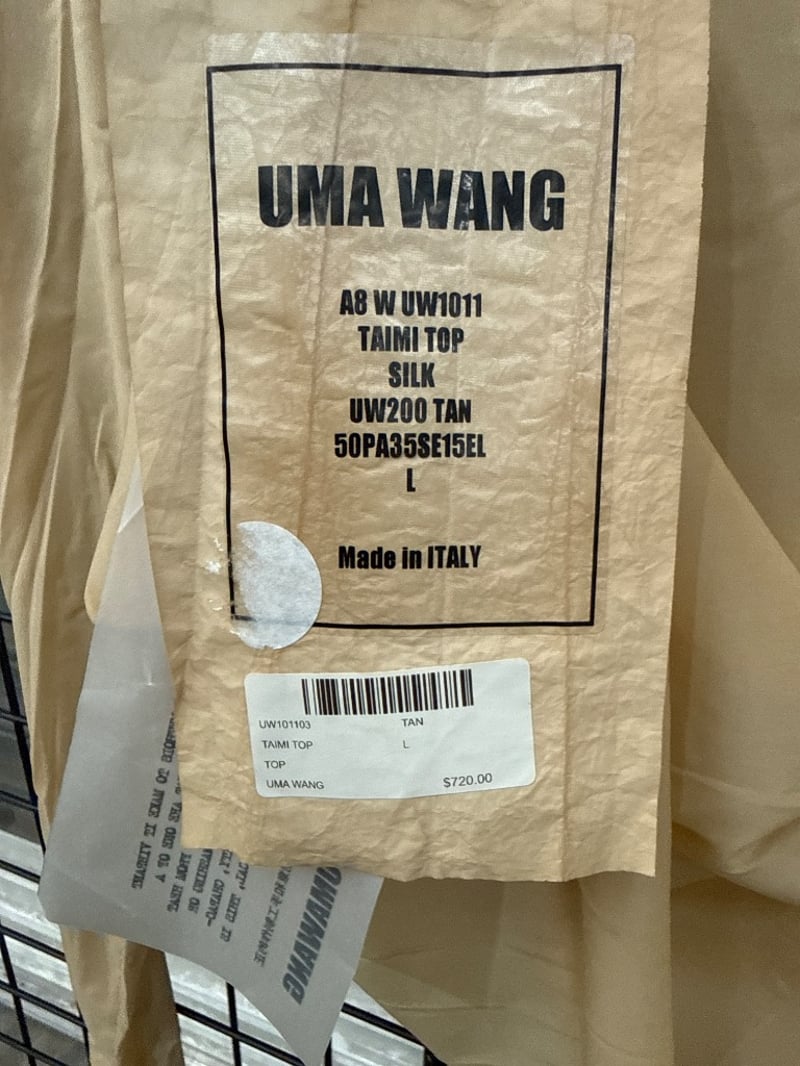 UMA WANG
A8 W UW1011
TAIMI TOP
SILK
UW200 TAN
50PA35SE15EL
L
Made in ITALY
UW101103 TAN
TAIMI TOP L
TOP
UMA WANG $720.00
UMAWANG